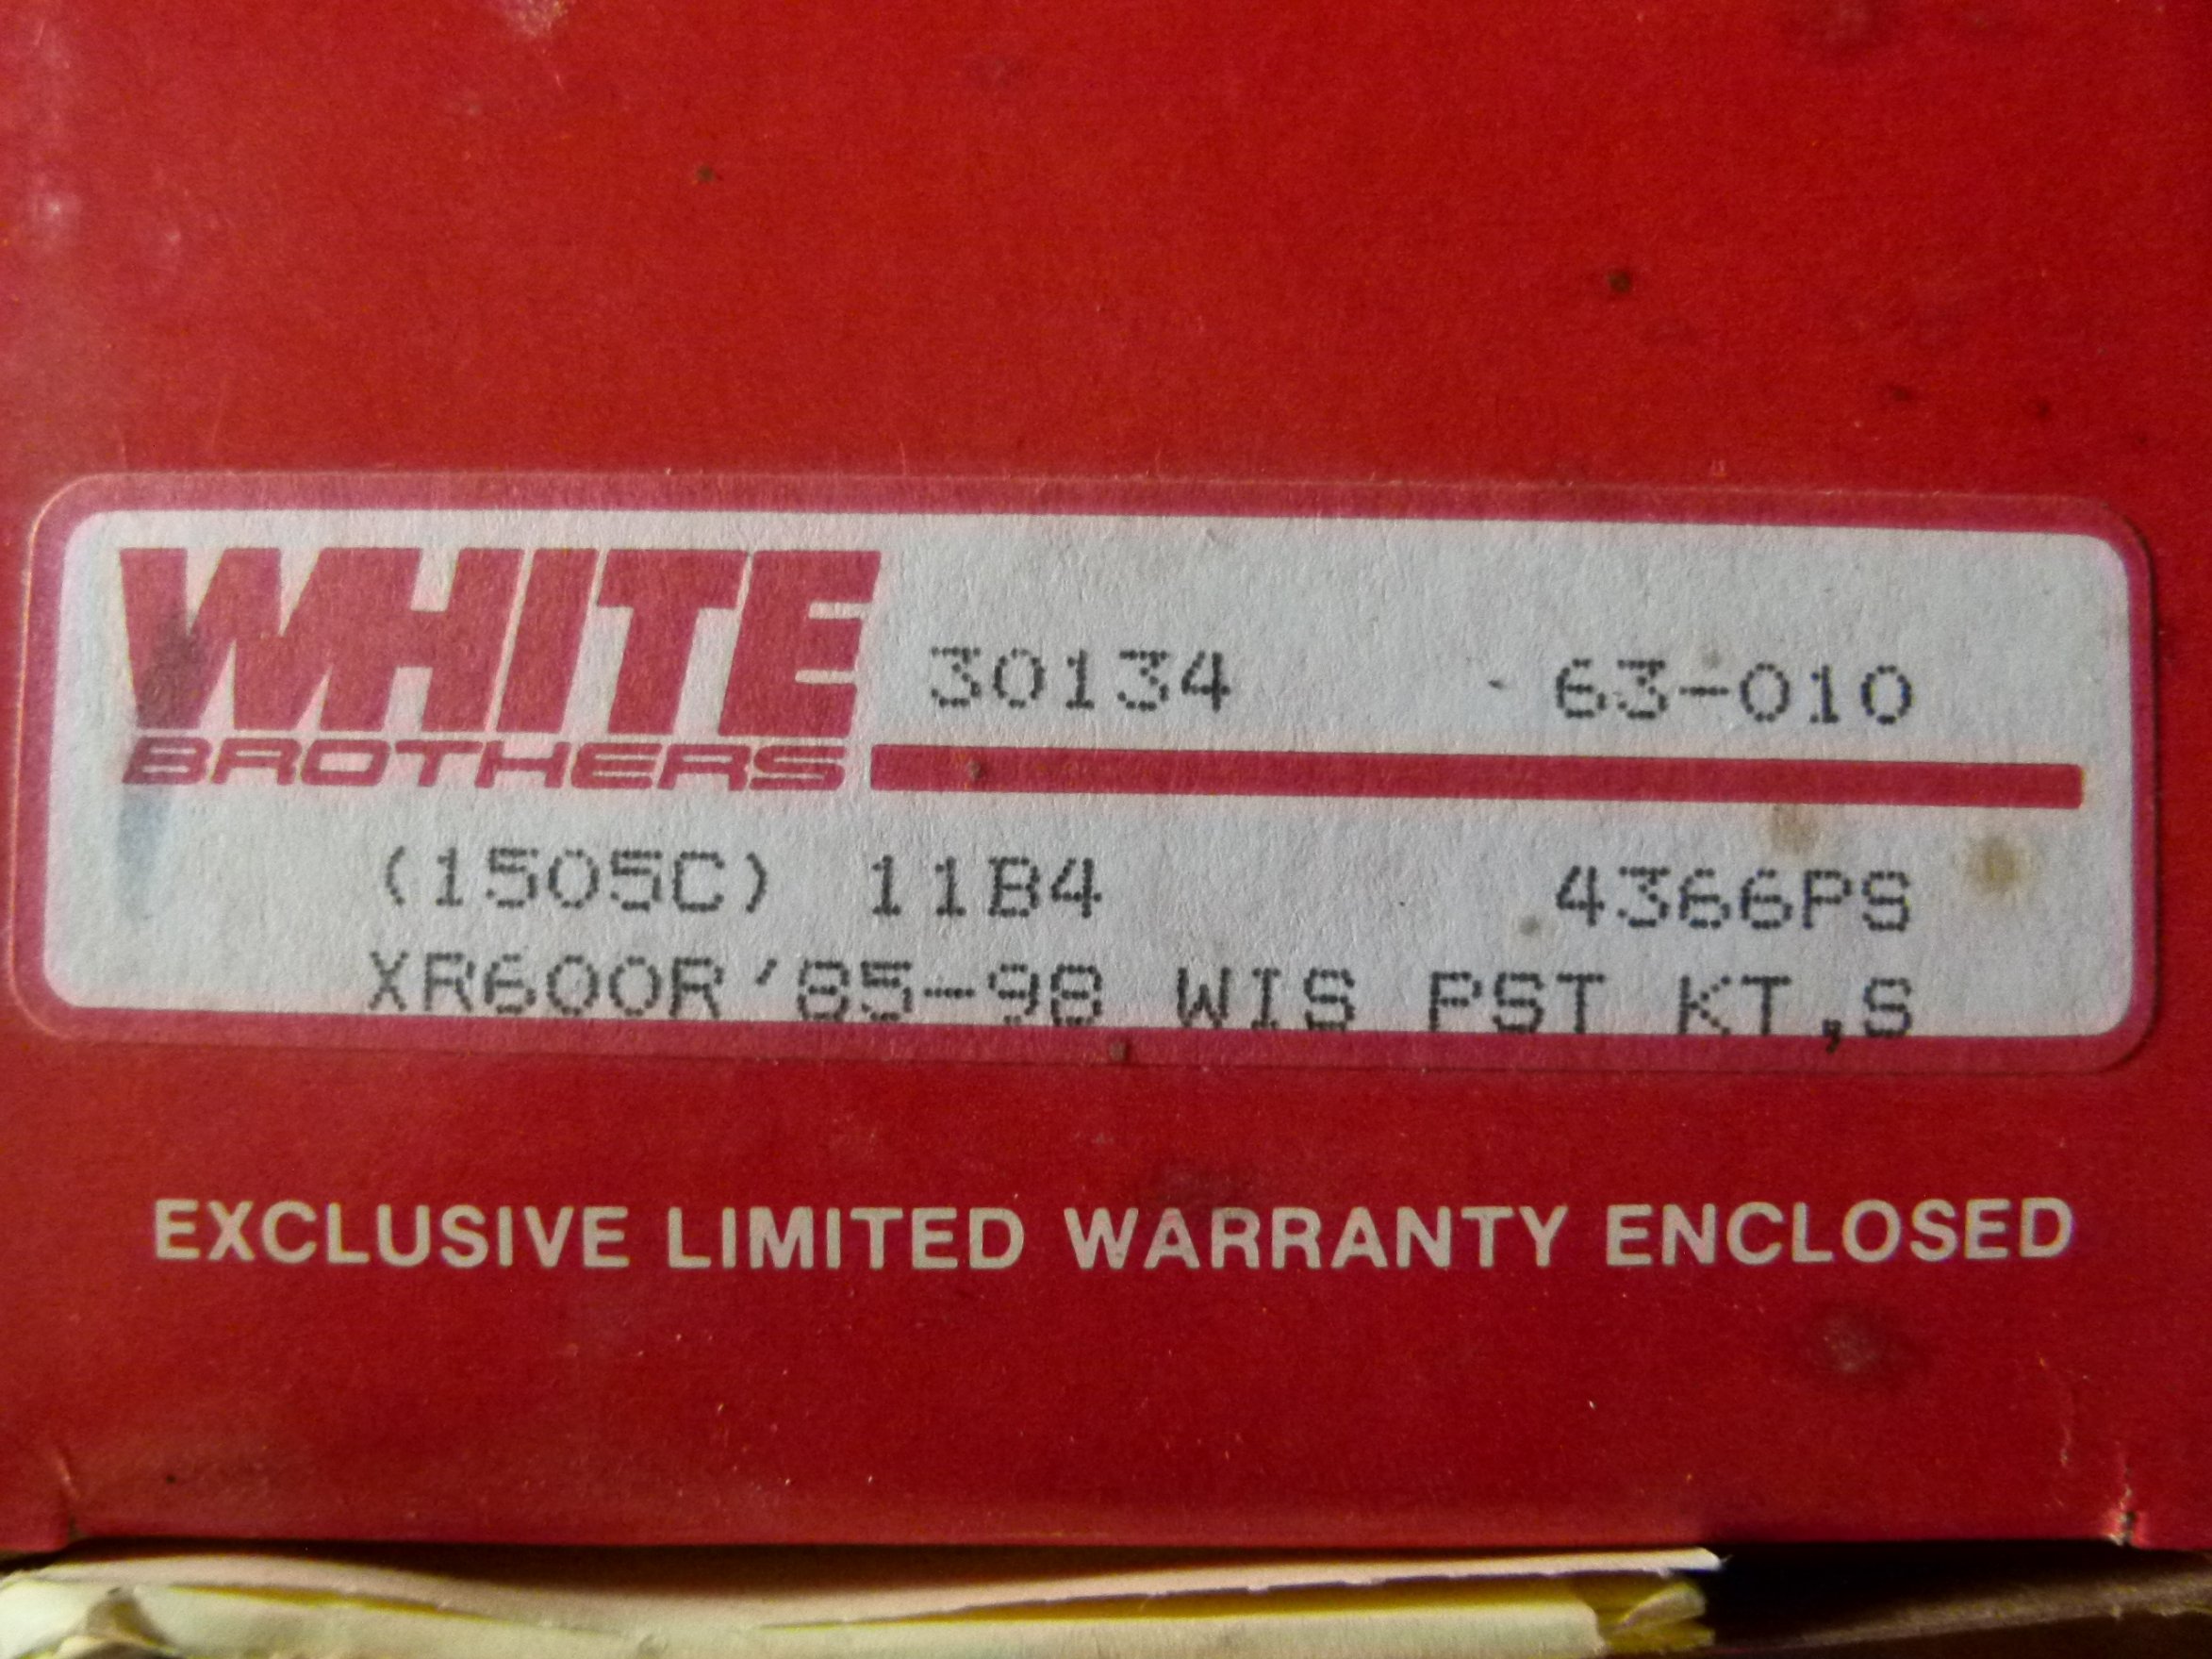 WHITE
BROTHERS
30134 63-010
(1505C) 11B4 4366PS
XR600R'85-98 WIS PST KT,S
EXCLUSIVE LIMITED WARRANTY ENCLOSED